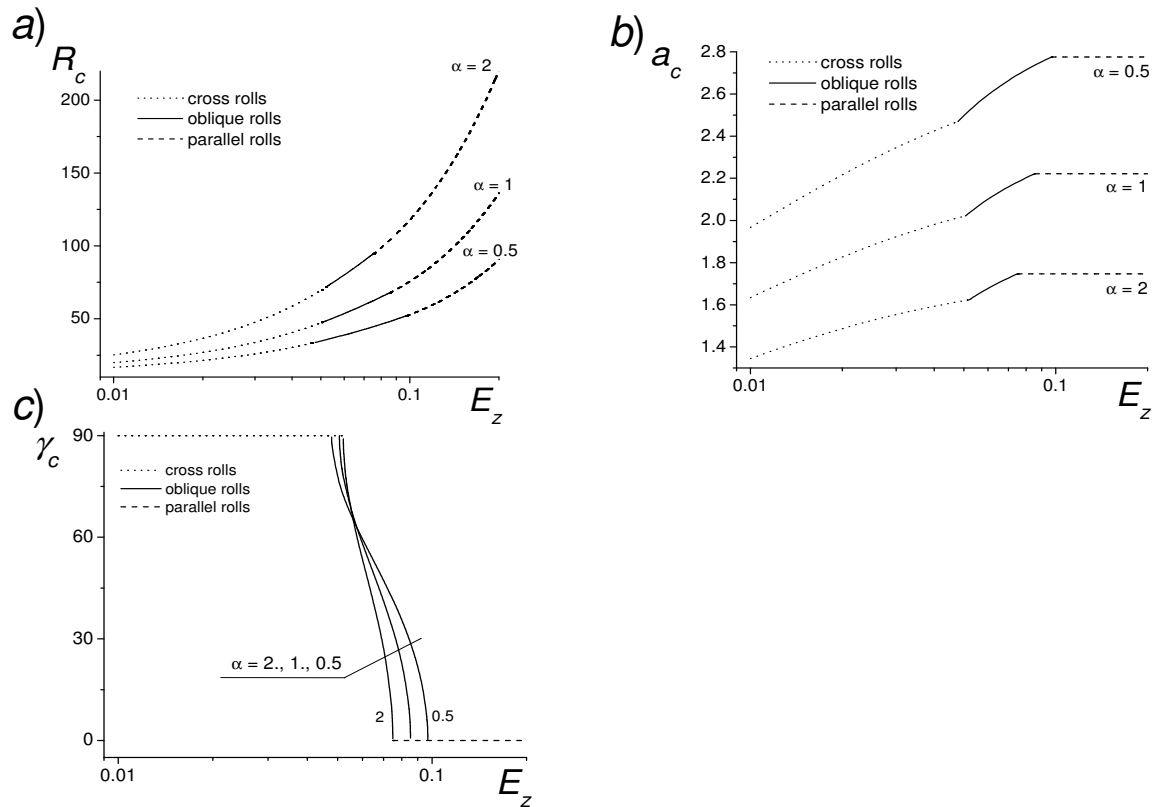 a)
R_c
200
150
100
50
0.01
0.1
E_z
cross rolls
oblique rolls
parallel rolls
α = 2
α = 1
α = 0.5
b)
a_c
2.8
2.6
2.4
2.2
2.0
1.8
1.6
1.4
0.01
0.1
E_z
cross rolls
oblique rolls
parallel rolls
α = 0.5
α = 1
α = 2
c)
γ_c
90
60
30
0
0.01
0.1
E_z
cross rolls
oblique rolls
parallel rolls
α = 2., 1., 0.5
2
0.5